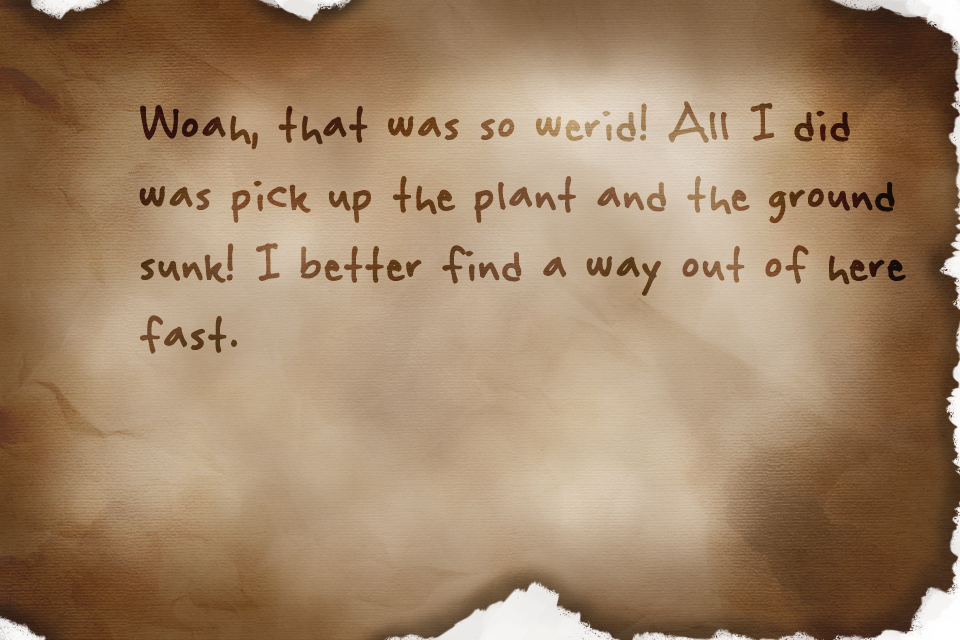 Woah, that was so werid! All I did
was pick up the plant and the ground
sunk! I better find a way out of here
fast.